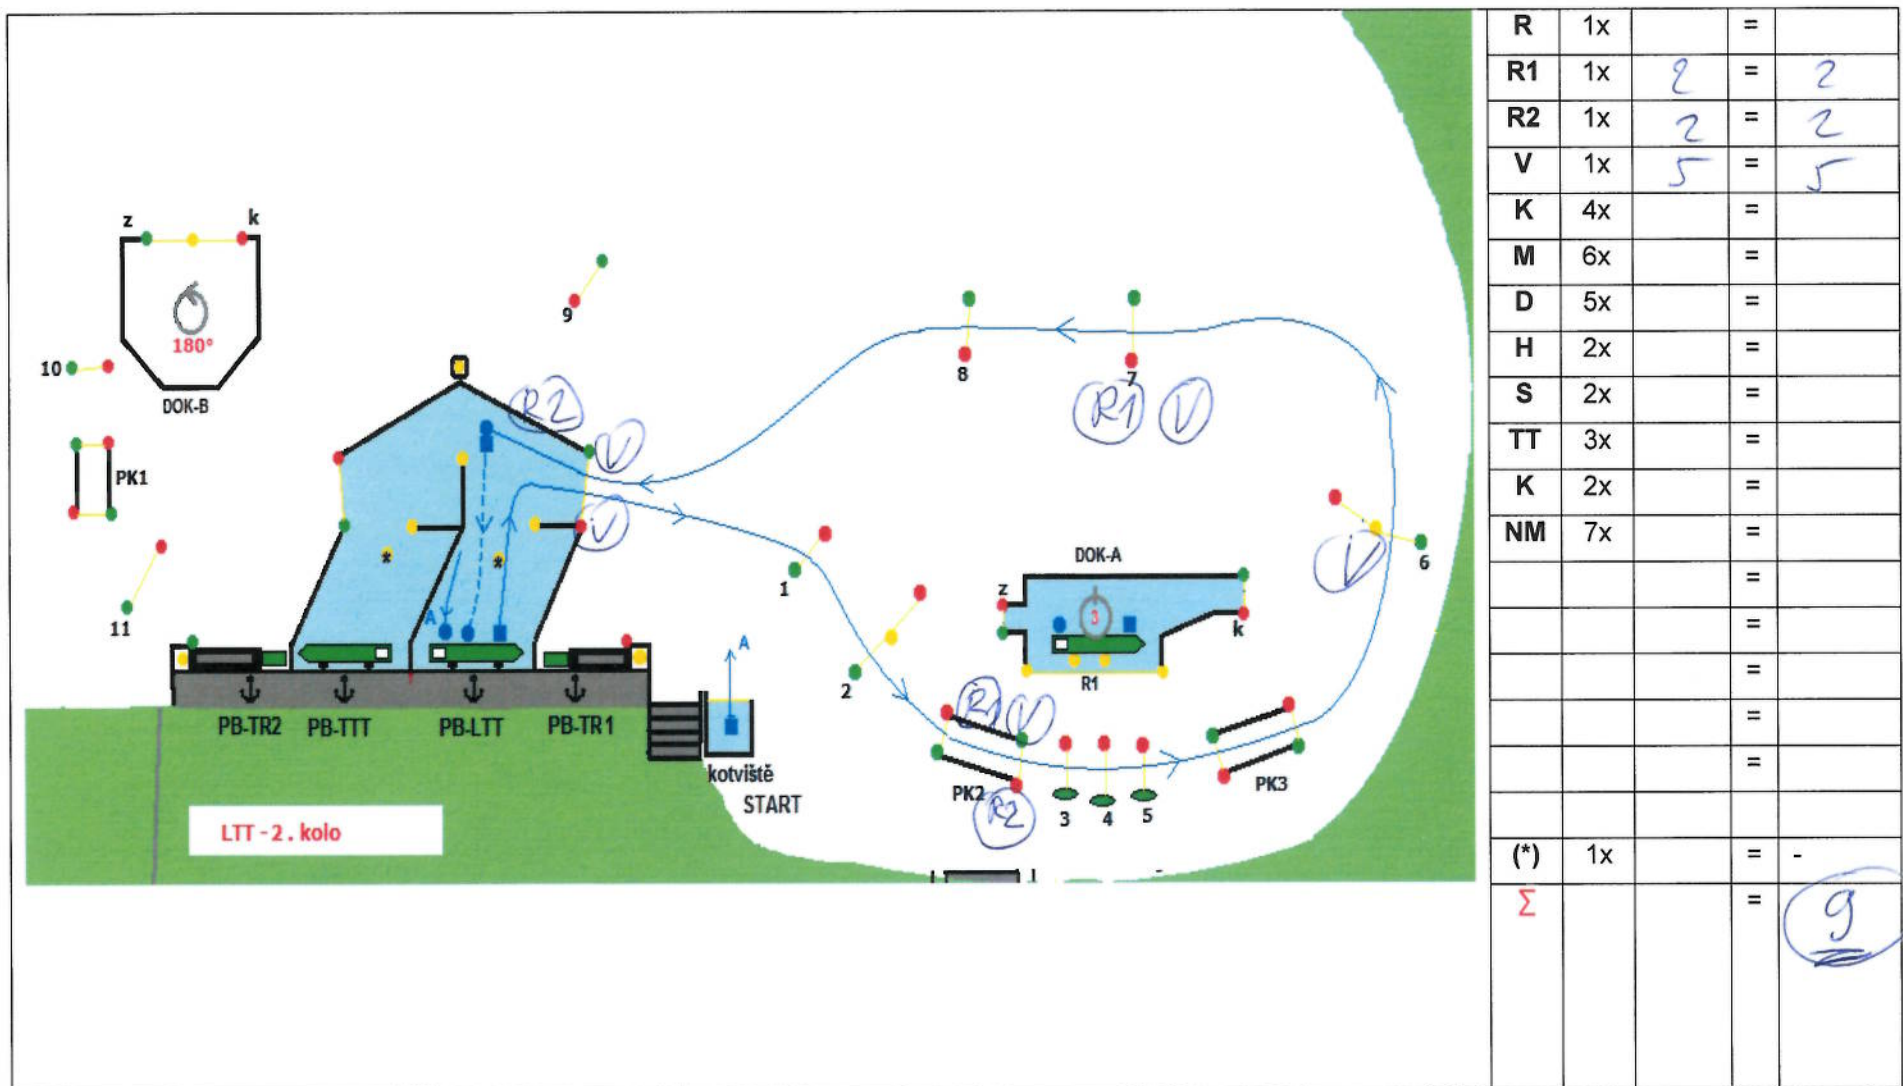 z k
180°
DOK-B
10
PK1
11
9
8
7
R1 V
R2
V
V
*
*
A
1
2
DOK-A
z
3
k
R1
V
6
A
PB-TR2 PB-TTT PB-LTT PB-TR1
kotviště
START
R1 V
PK2
R2
3 4 5
PK3
LTT - 2. kolo
R 1x =
R1 1x 2 = 2
R2 1x 2 = 2
V 1x 5 = 5
K 4x =
M 6x =
D 5x =
H 2x =
S 2x =
TT 3x =
K 2x =
NM 7x =
=
=
=
=
=
(*) 1x = -
Σ = 9